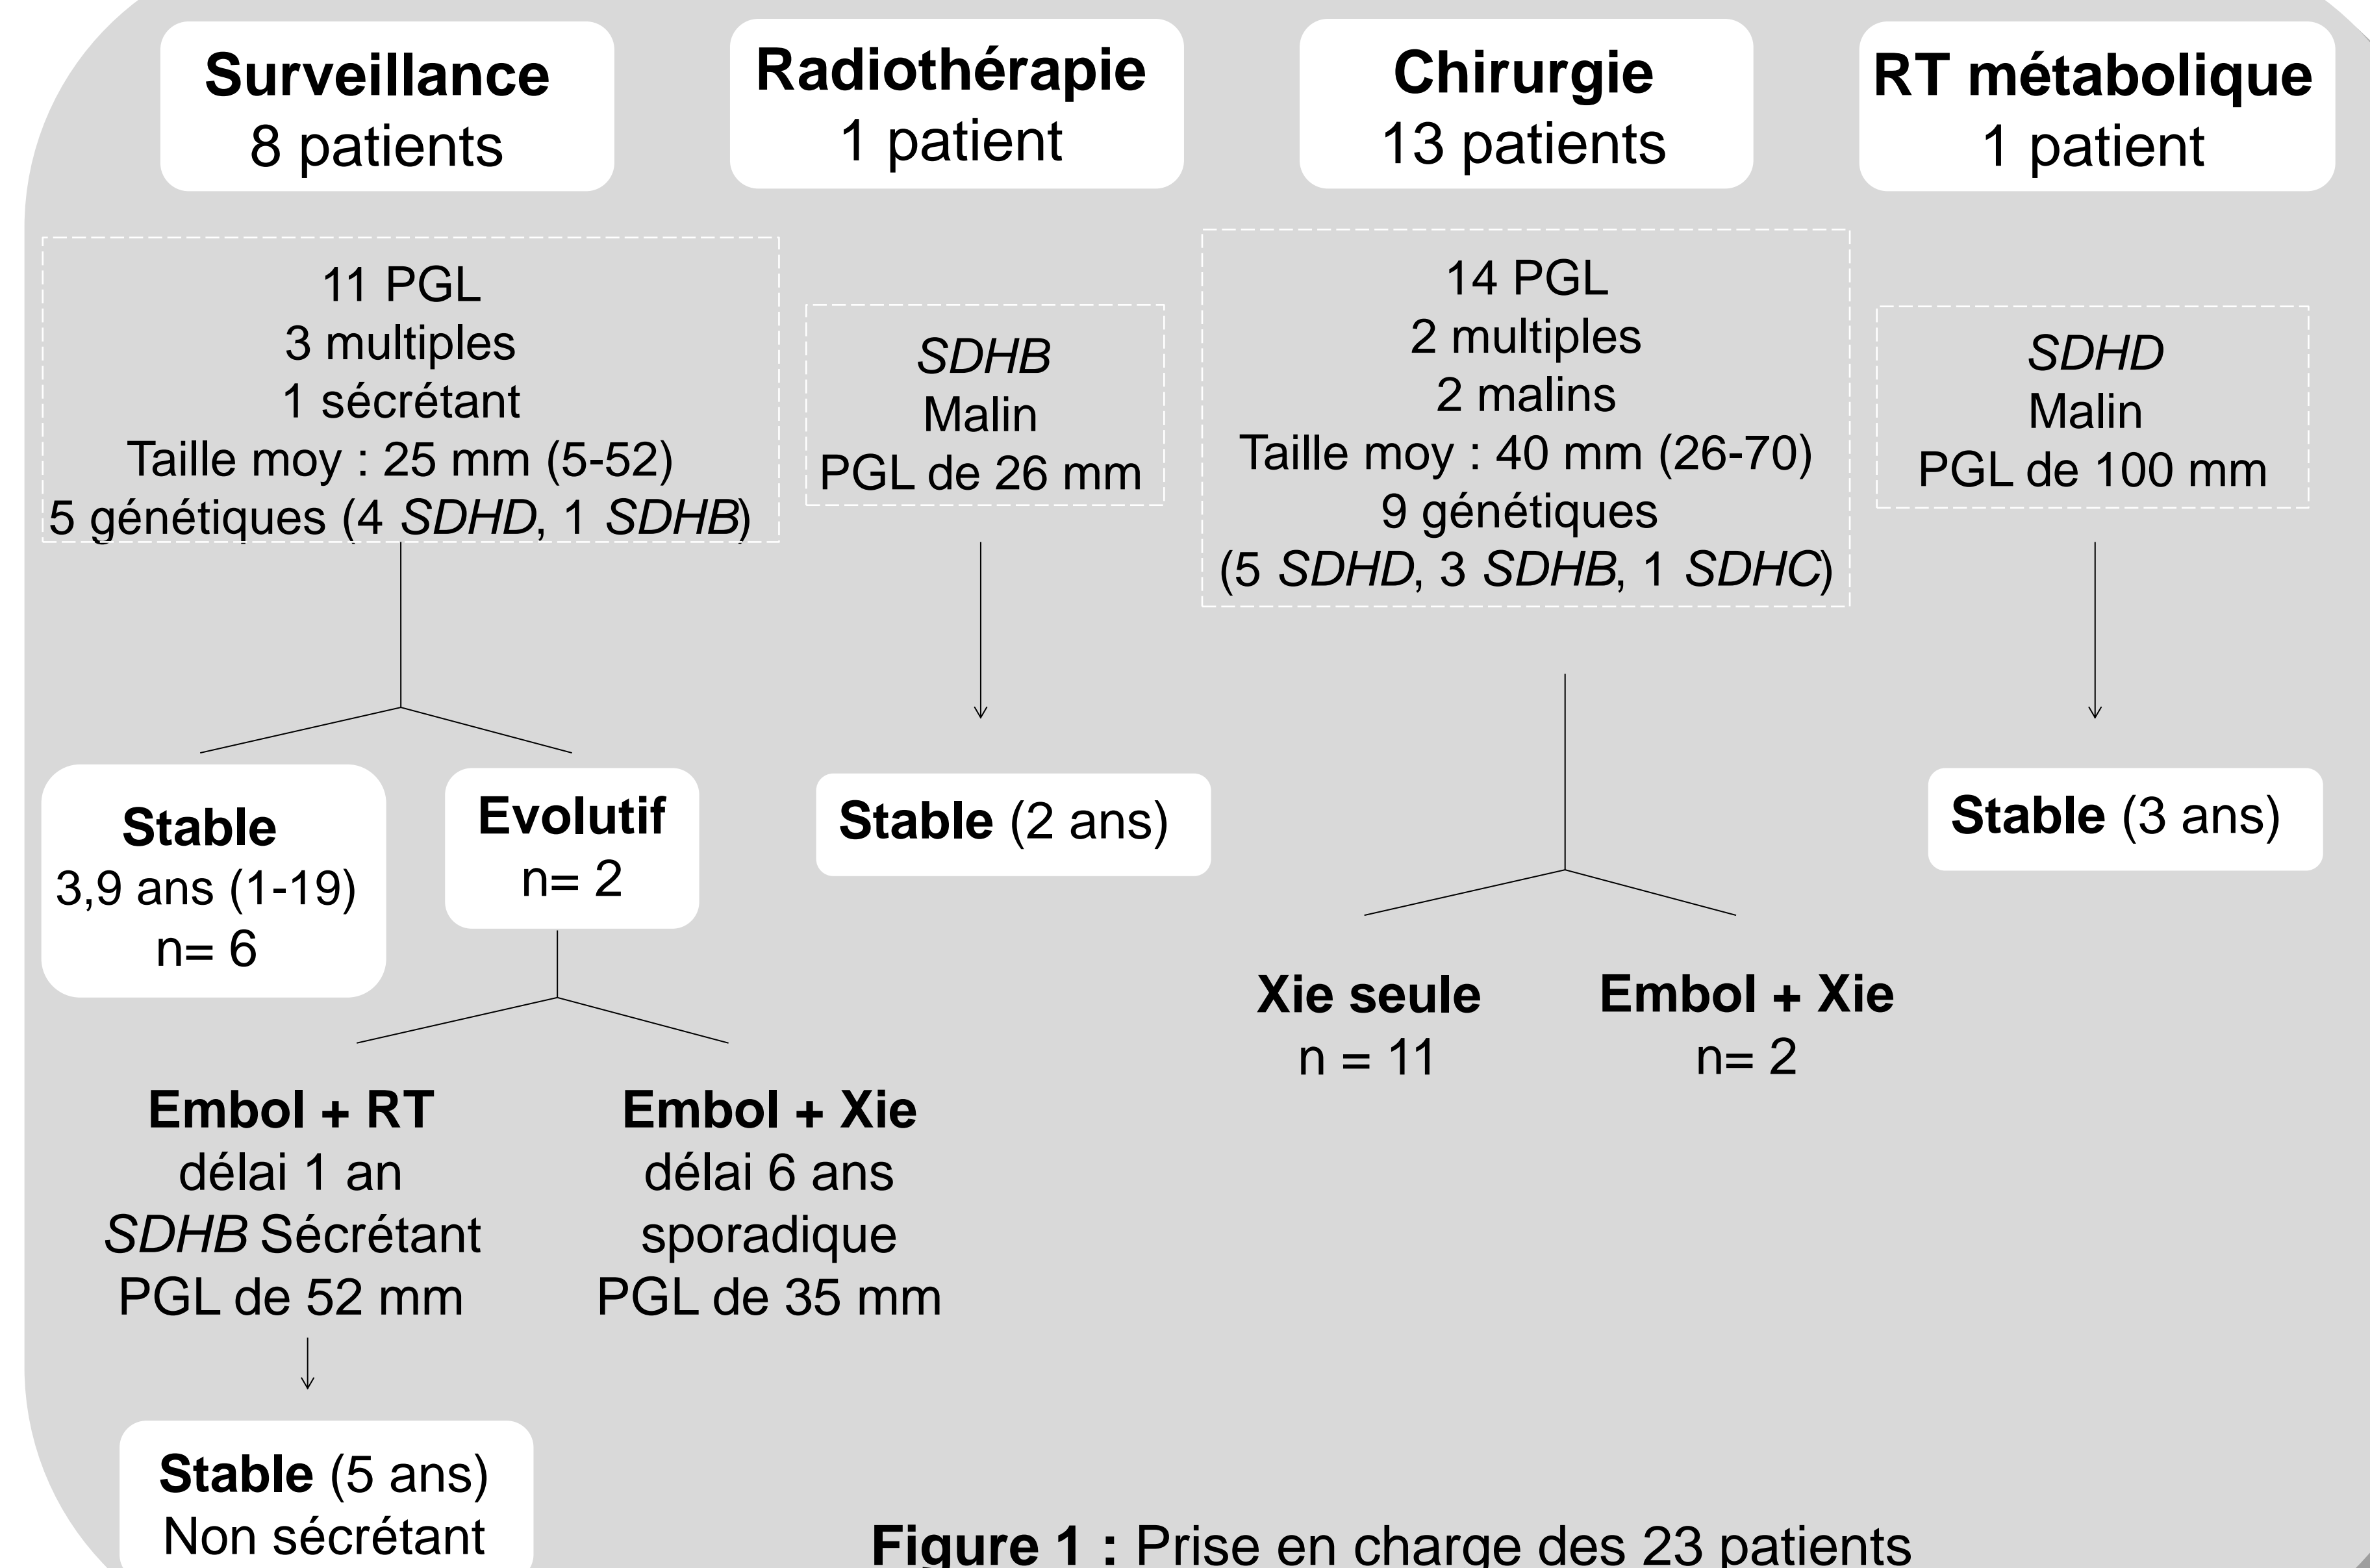 Surveillance
8 patients
Radiothérapie
1 patient
Chirurgie
13 patients
RT métabolique
1 patient
11 PGL
3 multiples
1 sécrétant
Taille moy : 25 mm (5-52)
5 génétiques (4 SDHD, 1 SDHB)
SDHB
Malin
PGL de 26 mm
14 PGL
2 multiples
2 malins
Taille moy : 40 mm (26-70)
9 génétiques
(5 SDHD, 3 SDHB, 1 SDHC)
SDHD
Malin
PGL de 100 mm
Stable
3,9 ans (1-19)
n= 6
Evolutif
n= 2
Stable (2 ans)
Stable (3 ans)
Xie seule
n = 11
Embol + Xie
n= 2
Embol + RT
délai 1 an
SDHB Sécrétant
PGL de 52 mm
Embol + Xie
délai 6 ans
sporadique
PGL de 35 mm
Stable (5 ans)
Non sécrétant
Figure 1 : Prise en charge des 23 patients